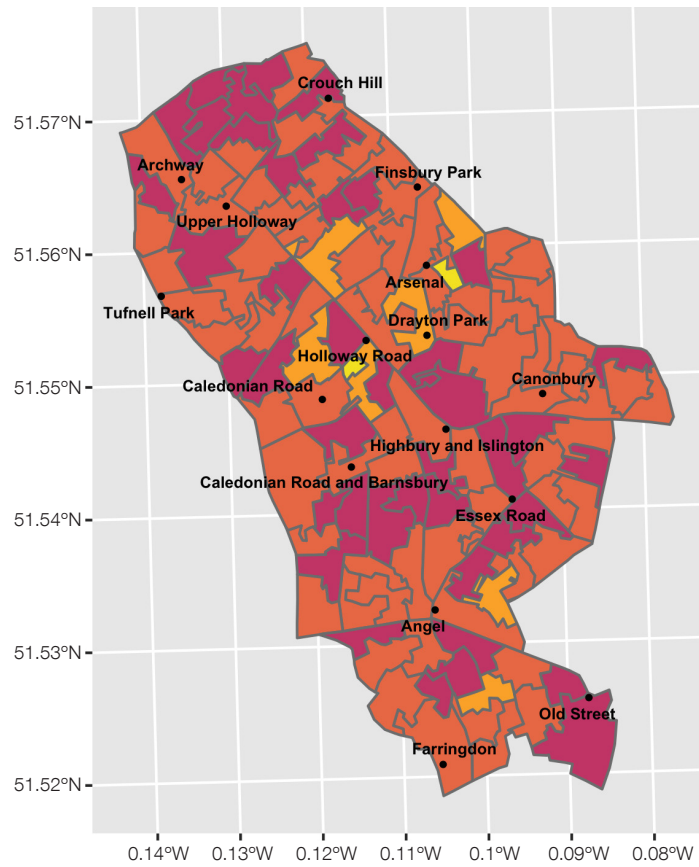 51.57°N
51.56°N
51.55°N
51.54°N
51.53°N
51.52°N
Crouch Hill
Archway
Finsbury Park
Upper Holloway
Arsenal
Tufnell Park
Drayton Park
Holloway Road
Caledonian Road
Canonbury
Highbury and Islington
Caledonian Road and Barnsbury
Essex Road
Angel
Old Street
Farringdon
0.14°W 0.13°W 0.12°W 0.11°W 0.1°W 0.09°W 0.08°W